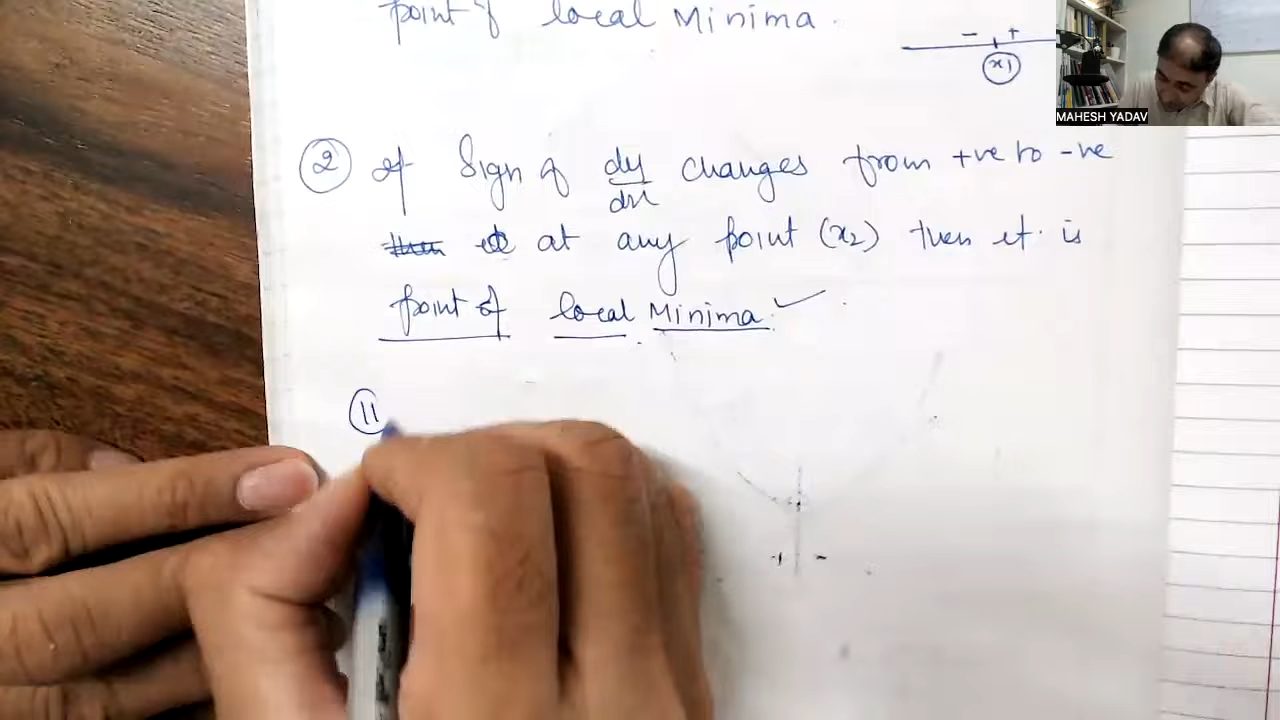 point of local Minima.
- +
x1
MAHESH YADAV
② If Sign of dy/dx changes from +ve to -ve
at any point (x2) then it is
point of local Minima.
11